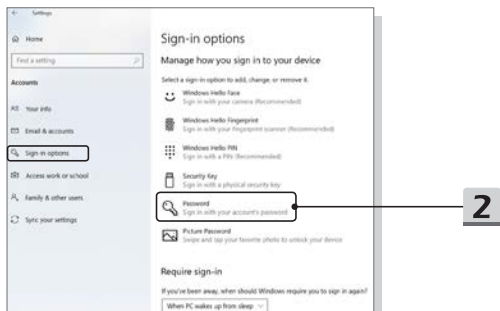 Settings
Home
Find a setting
Accounts
Your info
Email & accounts
Sign-in options
Access work or school
Family & other users
Sync your settings
Sign-in options
Manage how you sign in to your device
Select a sign-in option to add, change, or remove it.
Windows Hello Face
Sign in with your camera (Recommended)
Windows Hello Fingerprint
Sign in with your fingerprint scanner (Recommended)
Windows Hello PIN
Sign in with a PIN (Recommended)
Security Key
Sign in with a physical security key
Password
Sign in with your account's password
Picture Password
Swipe and tap your favorite photo to unlock your device
Require sign-in
If you've been away, when should Windows require you to sign in again?
When PC wakes up from sleep
2